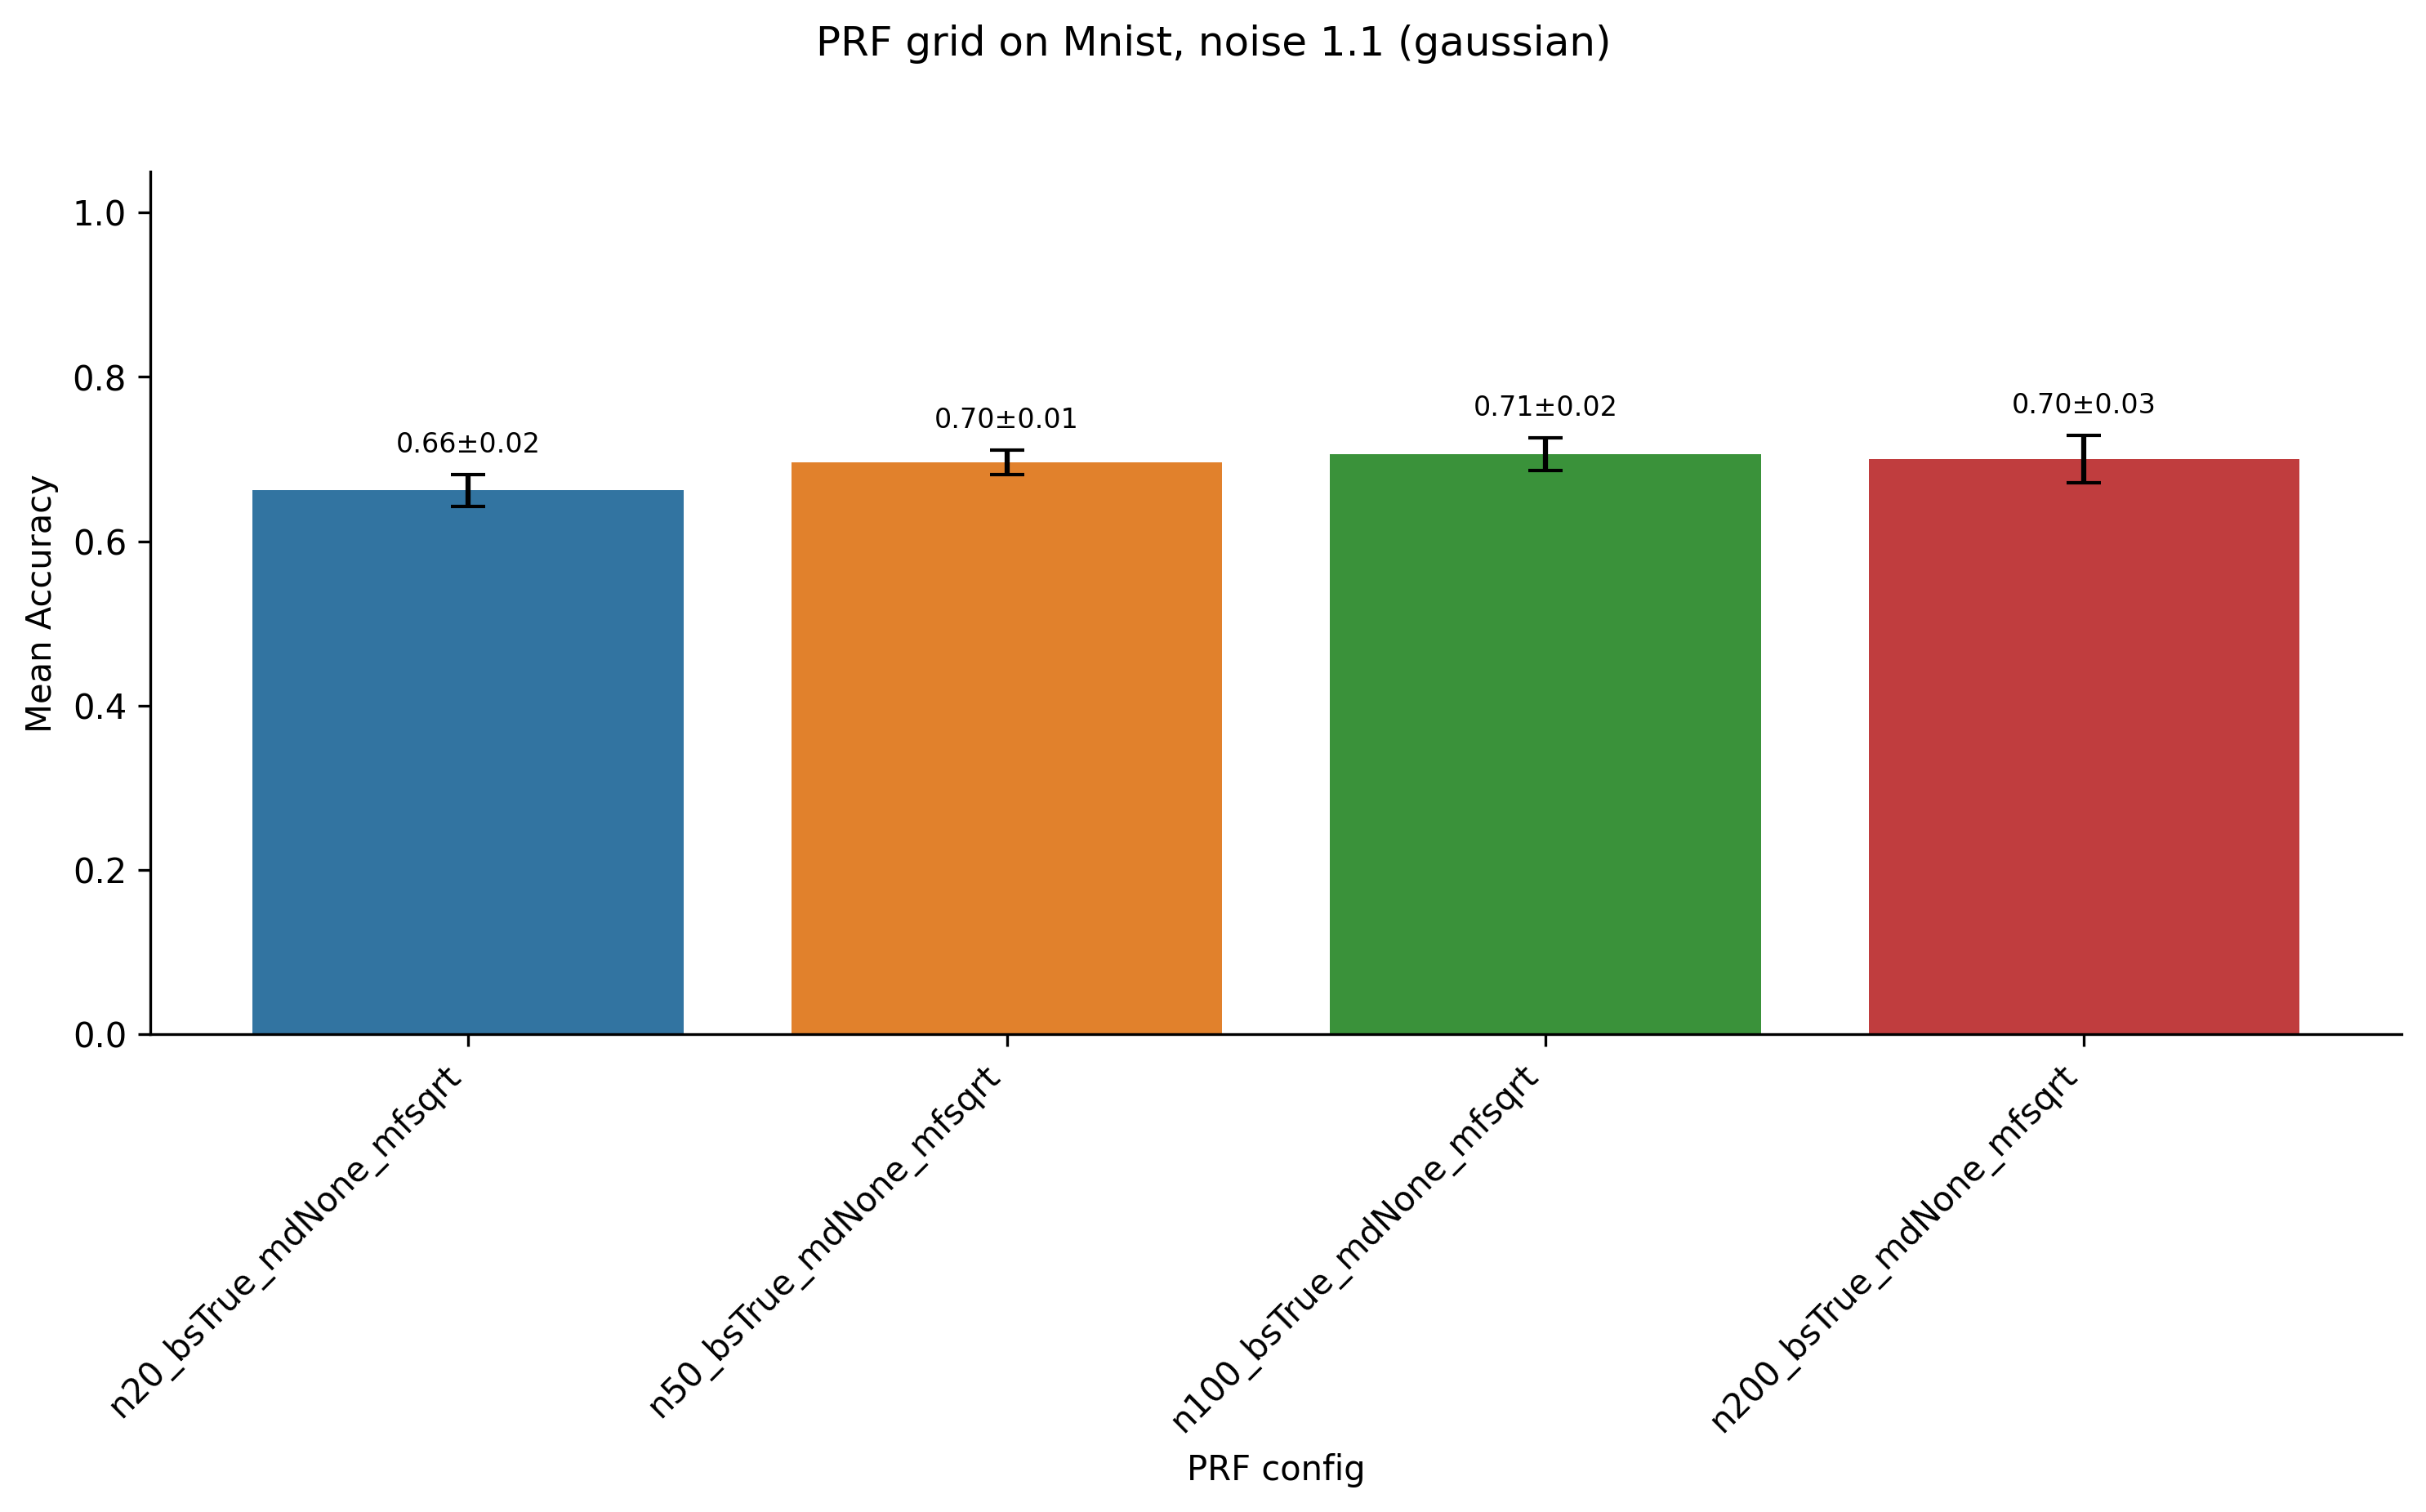 PRF grid on Mnist, noise 1.1 (gaussian)
1.0
0.8
0.6
0.4
0.2
0.0
Mean Accuracy
0.66±0.02
0.70±0.01
0.71±0.02
0.70±0.03
n20_bsTrue_mdNone_mfsqrt
n50_bsTrue_mdNone_mfsqrt
n100_bsTrue_mdNone_mfsqrt
n200_bsTrue_mdNone_mfsqrt
PRF config